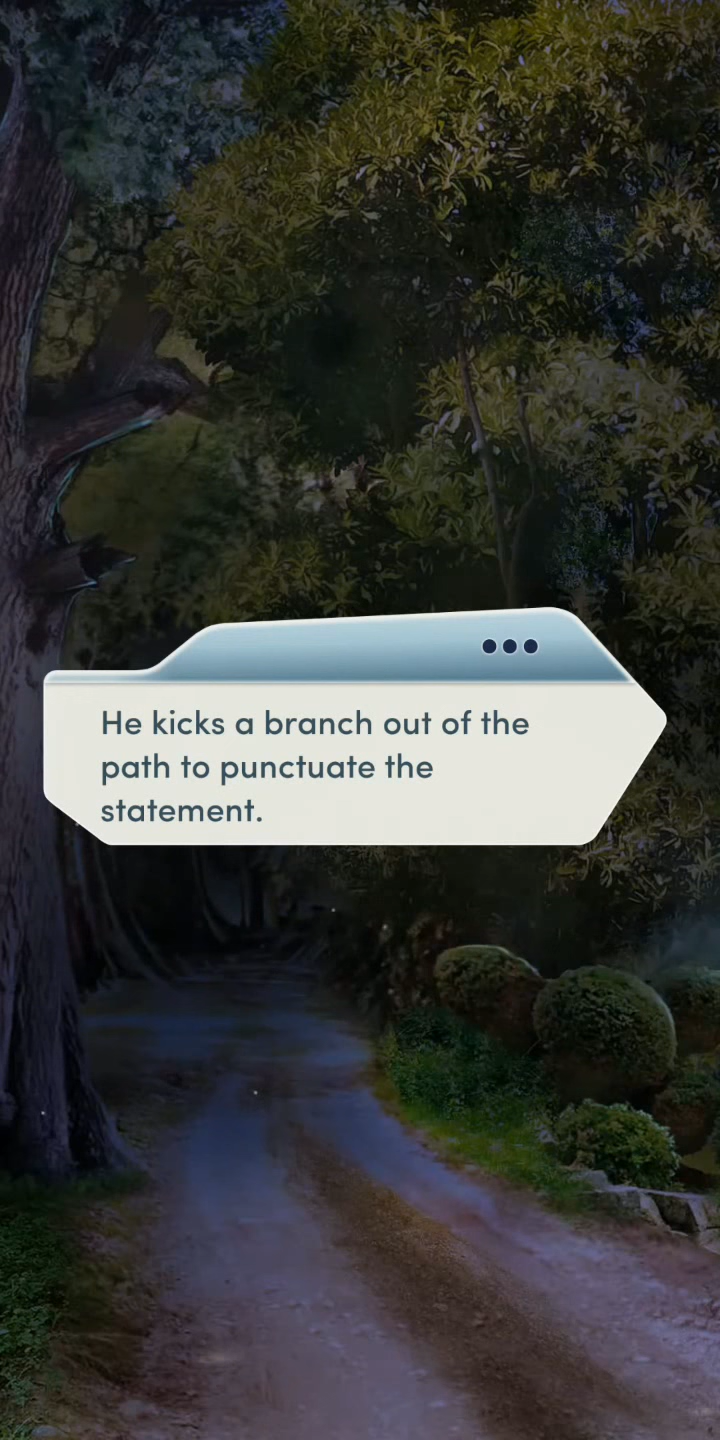 He kicks a branch out of the
path to punctuate the
statement.